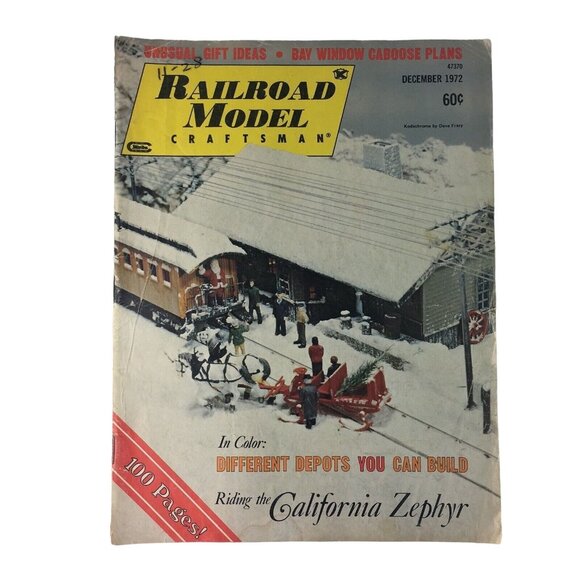 UNUSUAL GIFT IDEAS • BAY WINDOW CABOOSE PLANS
11-28
47370
DECEMBER 1972
60¢
RAILROAD
MODEL
CRAFTSMAN®
Kodachrome by Dave Frary
In Color:
DIFFERENT DEPOTS YOU CAN BUILD
Riding the California Zephyr
100 Pages!